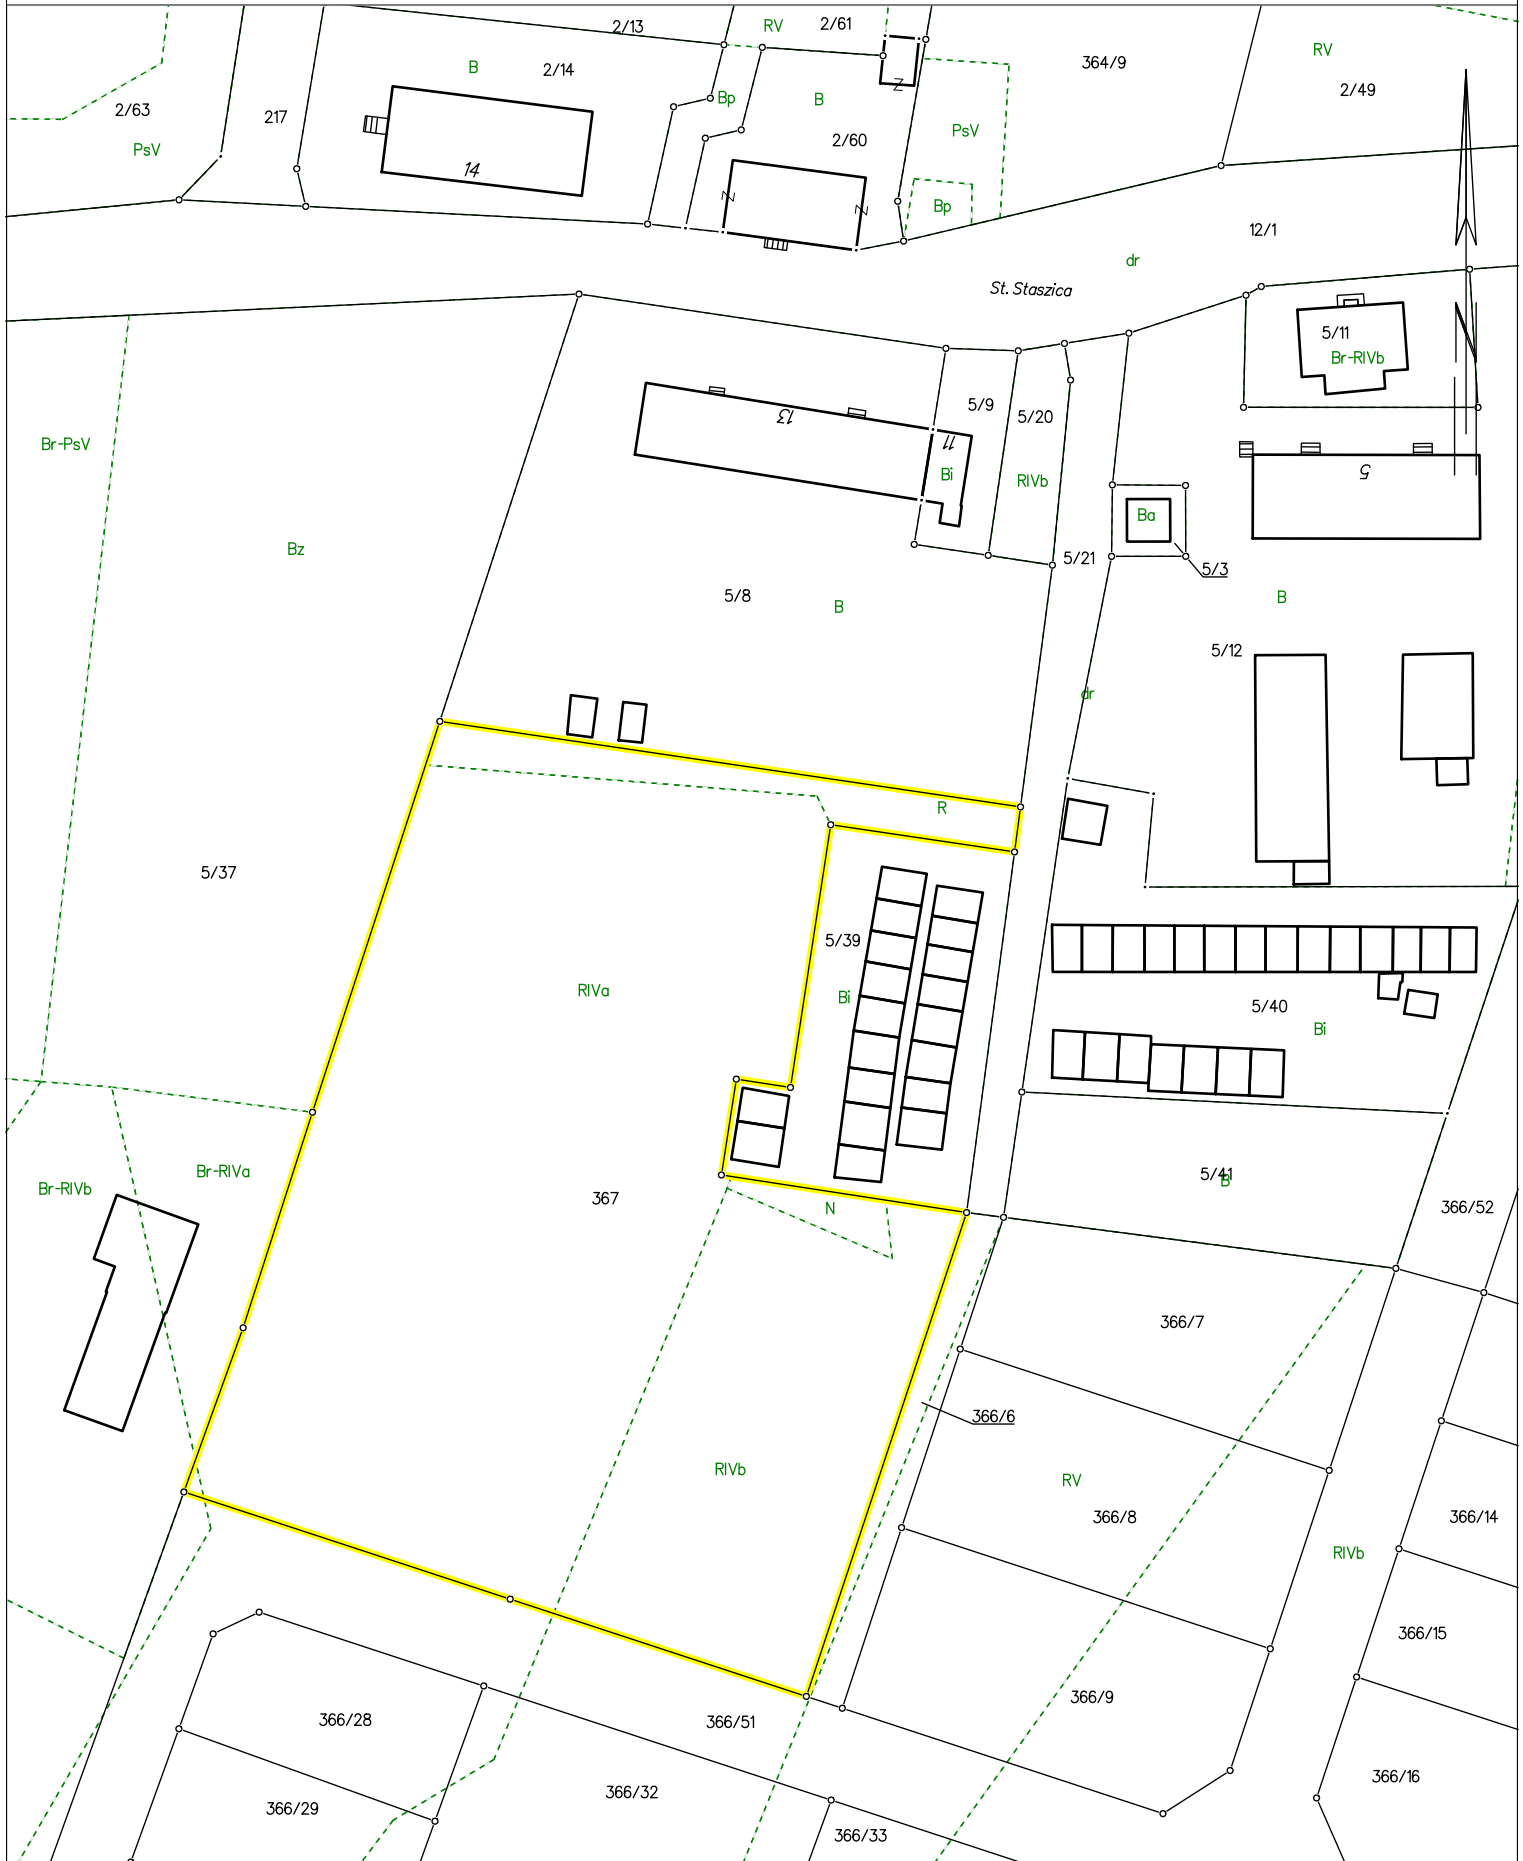 2/13
RV
2/61
B
2/14
364/9
RV
2/49
Bp
B
2/63
217
PsV
2/60
PsV
14
Z
Z
Z
Bp
12/1
dr
St. Staszica
5/11
Br-RIVb
N
5/9
5/20
13
11
Br-PsV
Bi
RIVb
5
Ba
Bz
5/21
5/3
5/8
B
B
5/12
dr
R
5/37
5/39
RIVa
Bi
5/40
Bi
Br-RIVa
Br-RIVb
367
N
5/41
B
366/52
366/7
366/6
RIVb
RV
366/8
366/14
RIVb
366/15
366/28
366/51
366/9
366/29
366/32
366/16
366/33